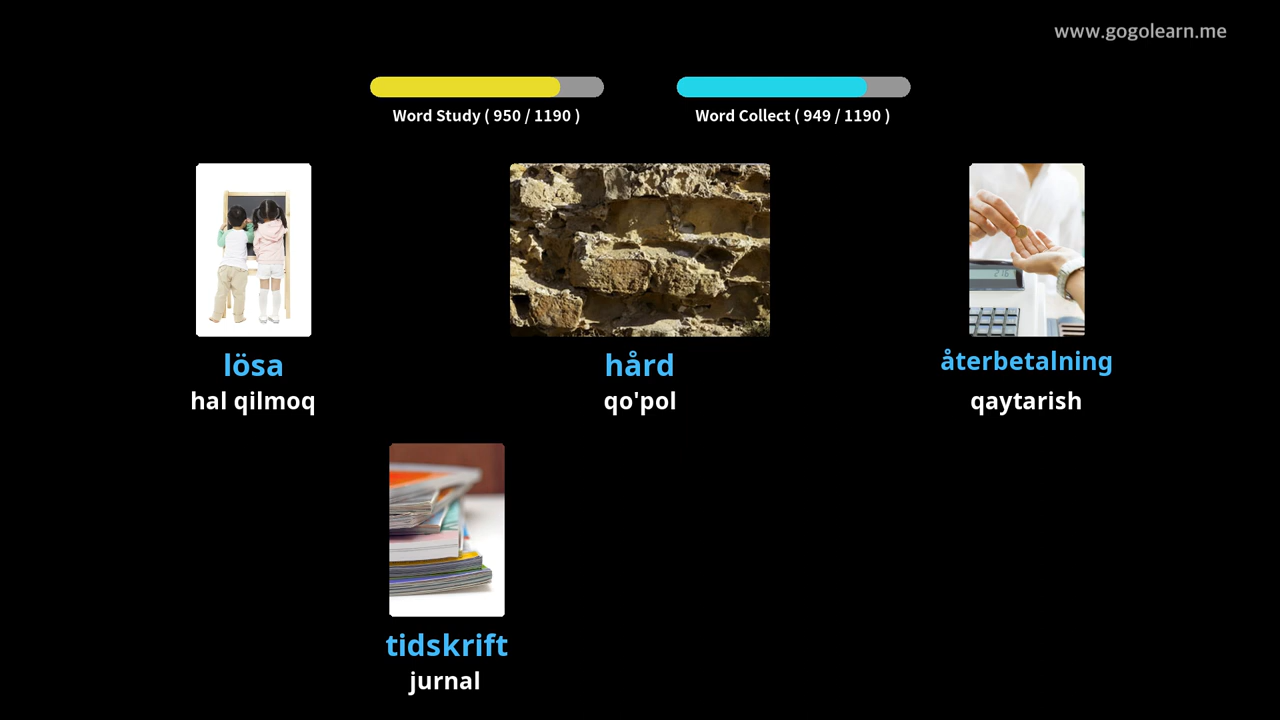 www.gogolearn.me
Word Study ( 950 / 1190 )
Word Collect ( 949 / 1190 )
lösa
hal qilmoq
hård
qo'pol
återbetalning
qaytarish
tidskrift
jurnal